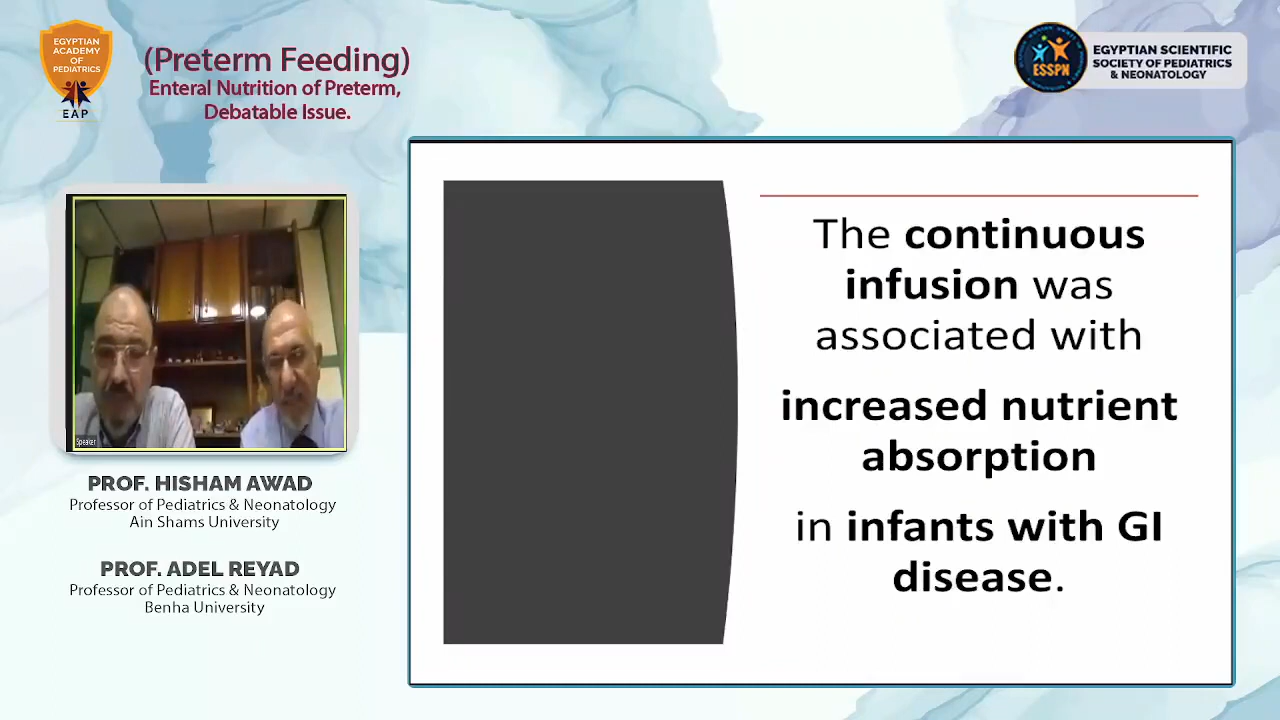 EGYPTIAN
ACADEMY
OF
PEDIATRICS
EAP
(Preterm Feeding)
Enteral Nutrition of Preterm,
Debatable Issue.
ESSPN
EGYPTIAN SCIENTIFIC
SOCIETY OF PEDIATRICS
& NEONATOLOGY
Speaker
PROF. HISHAM AWAD
Professor of Pediatrics & Neonatology
Ain Shams University
PROF. ADEL REYAD
Professor of Pediatrics & Neonatology
Benha University
The continuous
infusion was
associated with
increased nutrient
absorption
in infants with GI
disease.